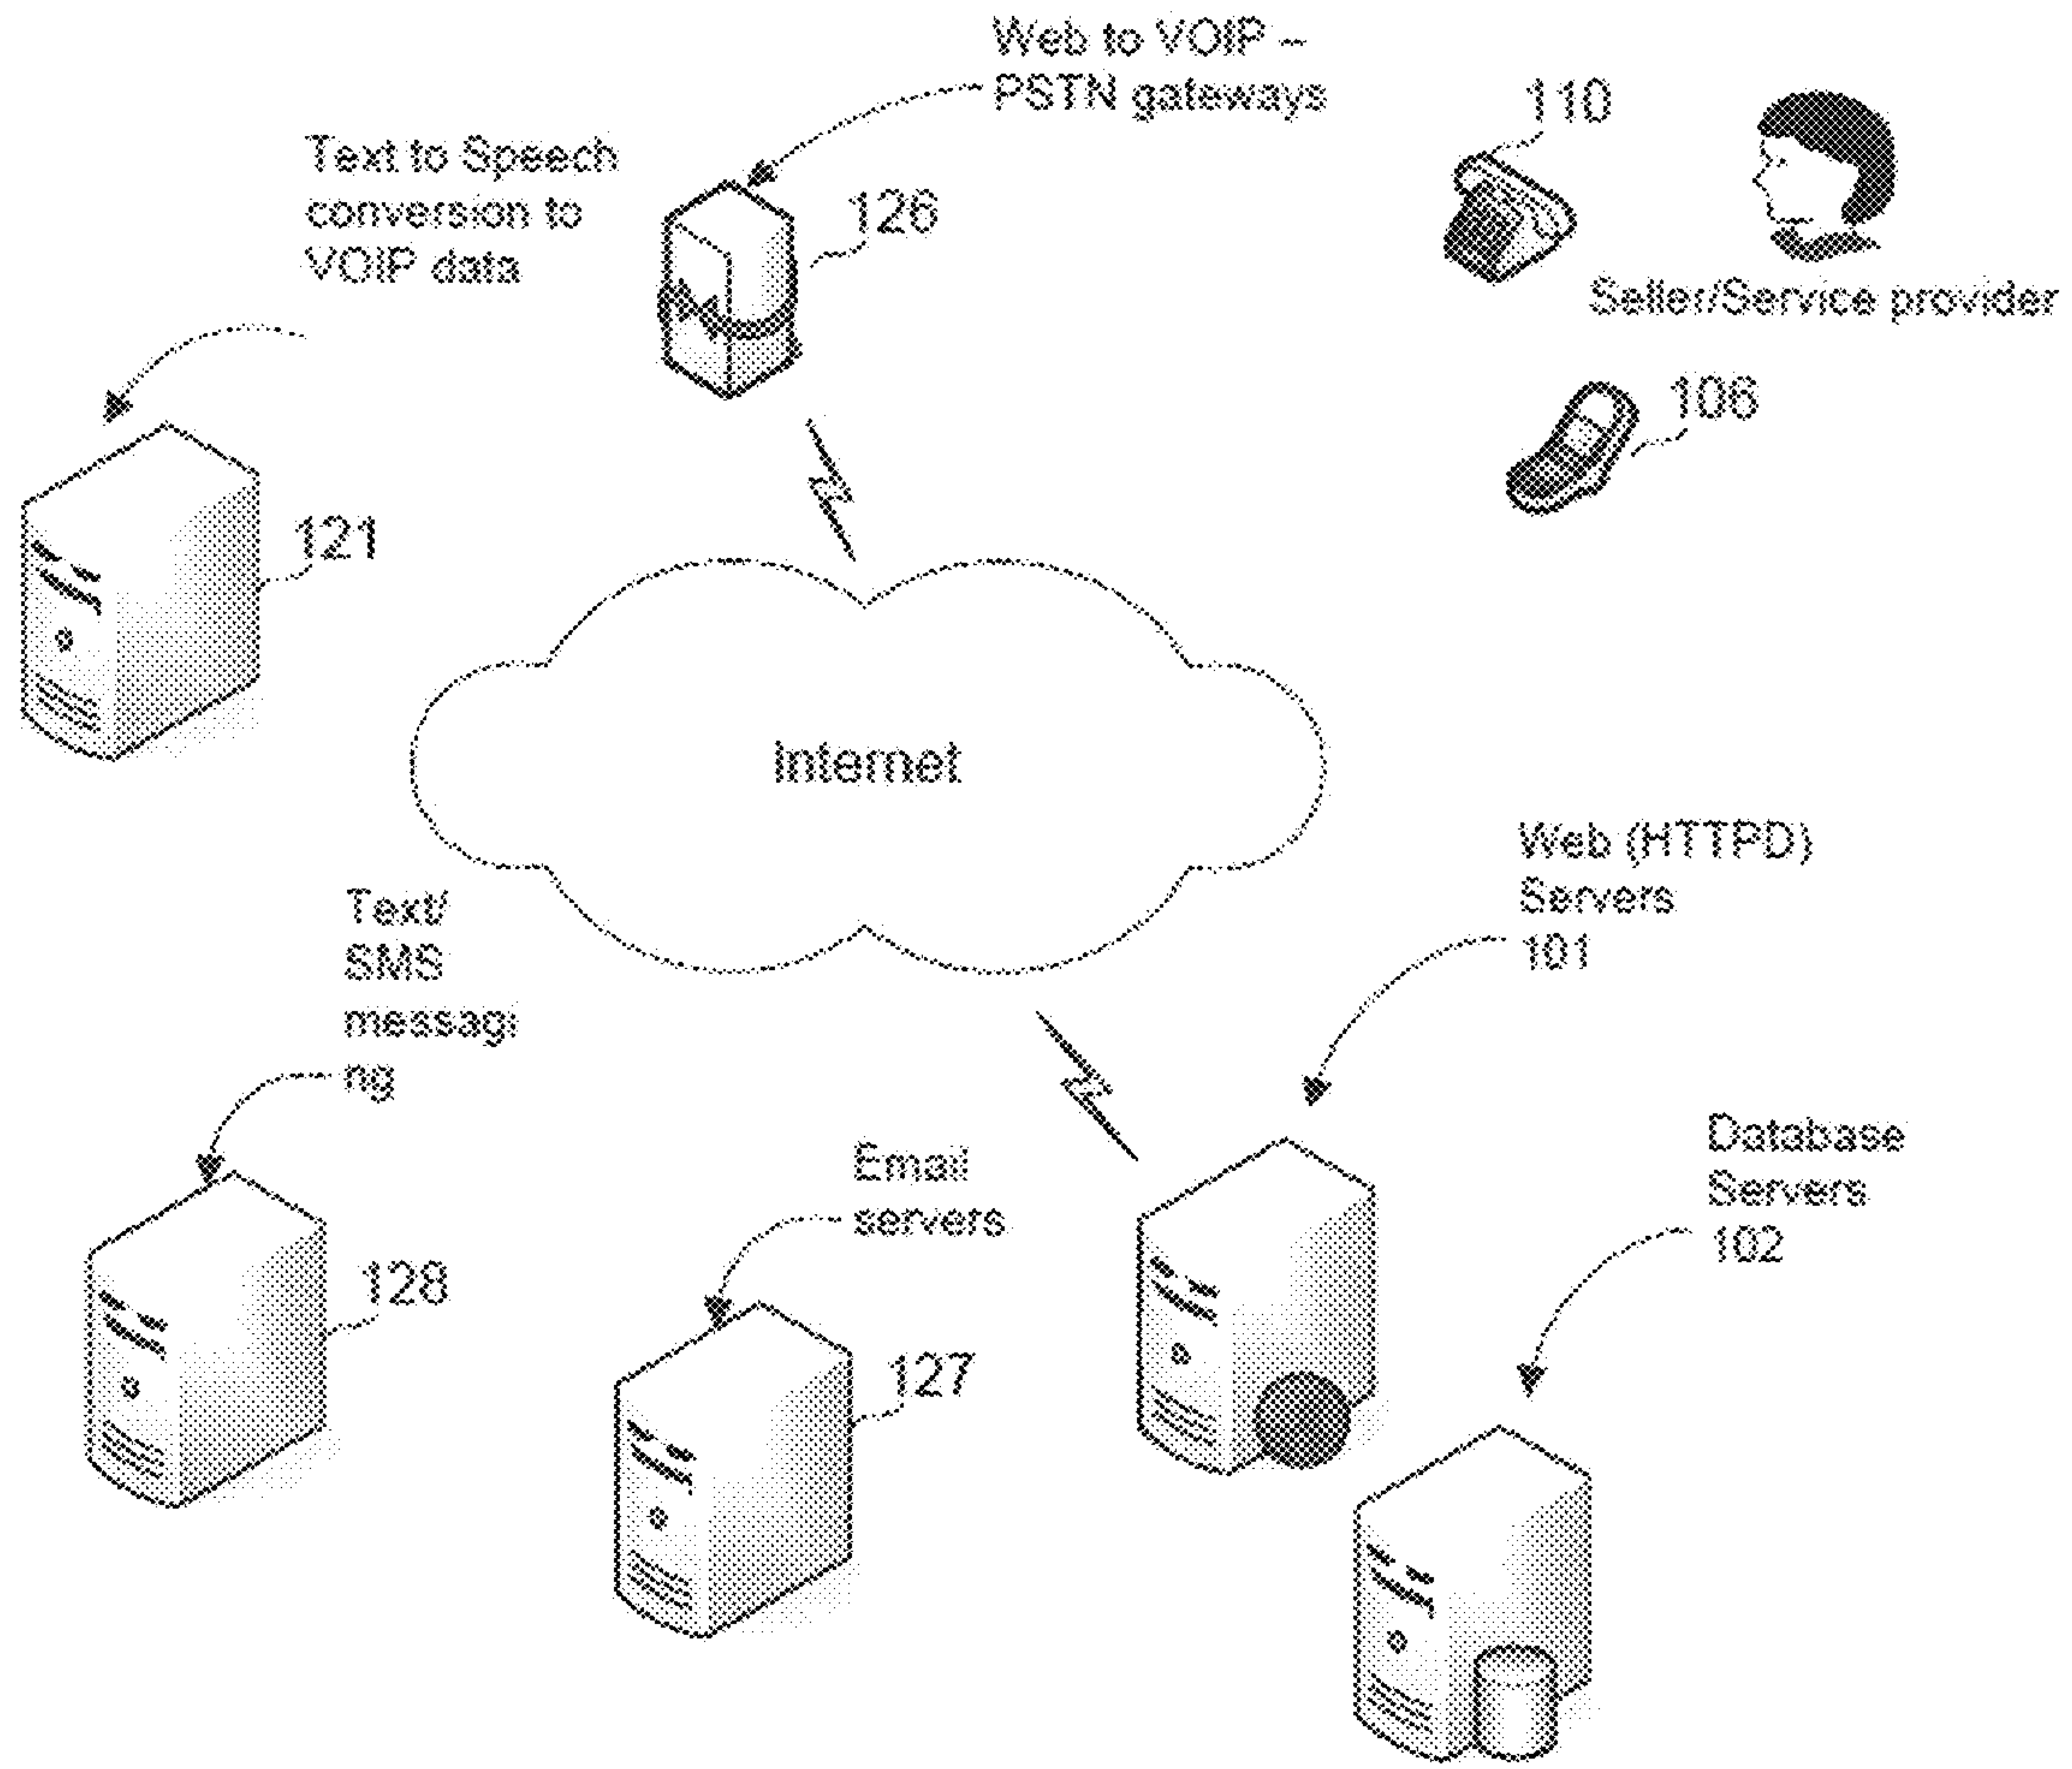 Web to VOIP –
PSTN gateways
110
Text to Speech
conversion to
VOIP data
126
Seller/Service provider
106
121
Internet
Web (HTTPD)
Servers
101
Text/
SMS
messagi
ng
Database
Servers
102
Email
servers
128
127